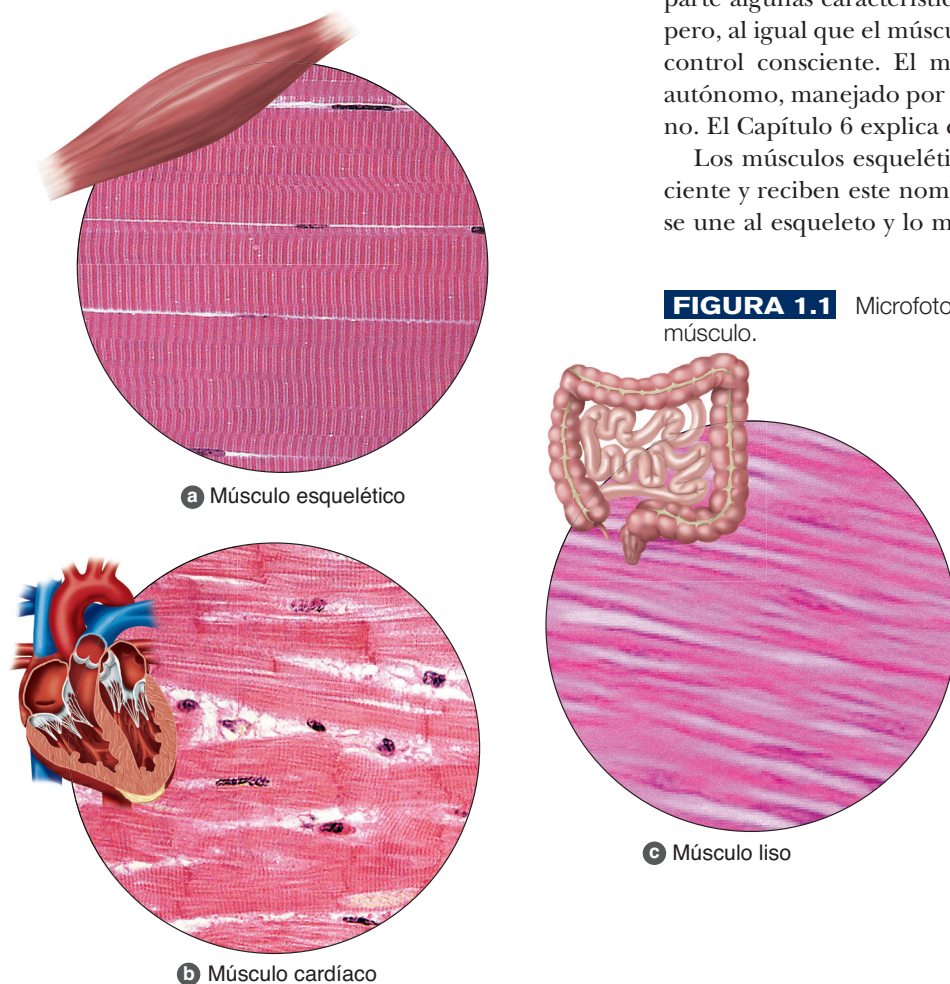 parte algunas característic
pero, al igual que el múscu
control consciente. El m
autónomo, manejado por
no. El Capítulo 6 explica c
Los músculos esqueléti
ciente y reciben este nom
se une al esqueleto y lo m
FIGURA 1.1 Microfoto
músculo.
a Músculo esquelético
b Músculo cardíaco
c Músculo liso